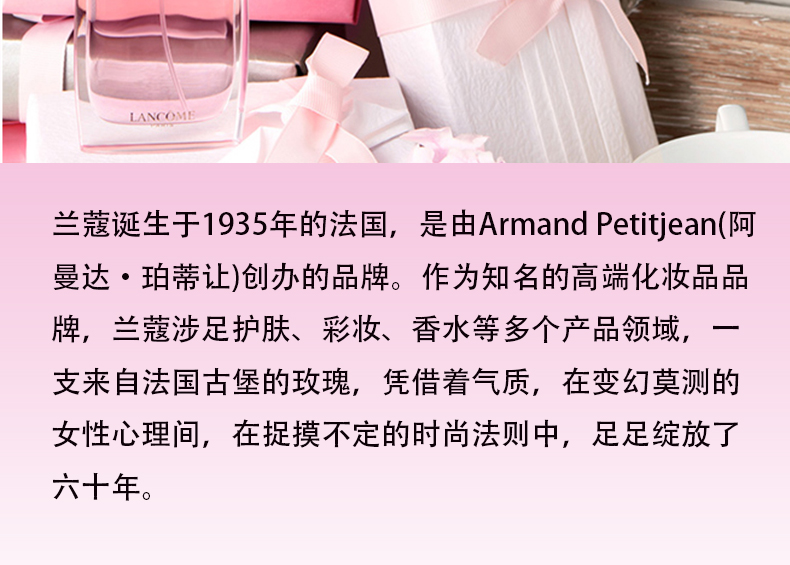 LANCÔME
PARIS
兰蔻诞生于1935年的法国，是由Armand Petitjean(阿
曼达・珀蒂让)创办的品牌。作为知名的高端化妆品品
牌，兰蔻涉足护肤、彩妆、香水等多个产品领域，一
支来自法国古堡的玫瑰，凭借着气质，在变幻莫测的
女性心理间，在捉摸不定的时尚法则中，足足绽放了
六十年。